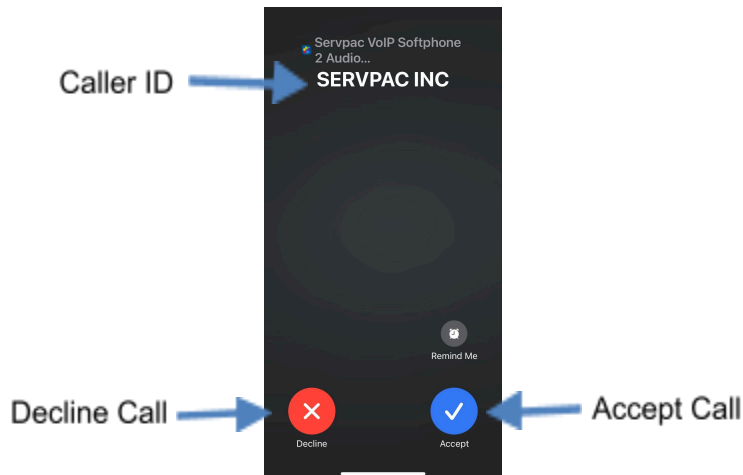 Servpac VoIP Softphone
2 Audio...
SERVPAC INC
Caller ID
Remind Me
Decline Call
Accept Call
Decline
Accept